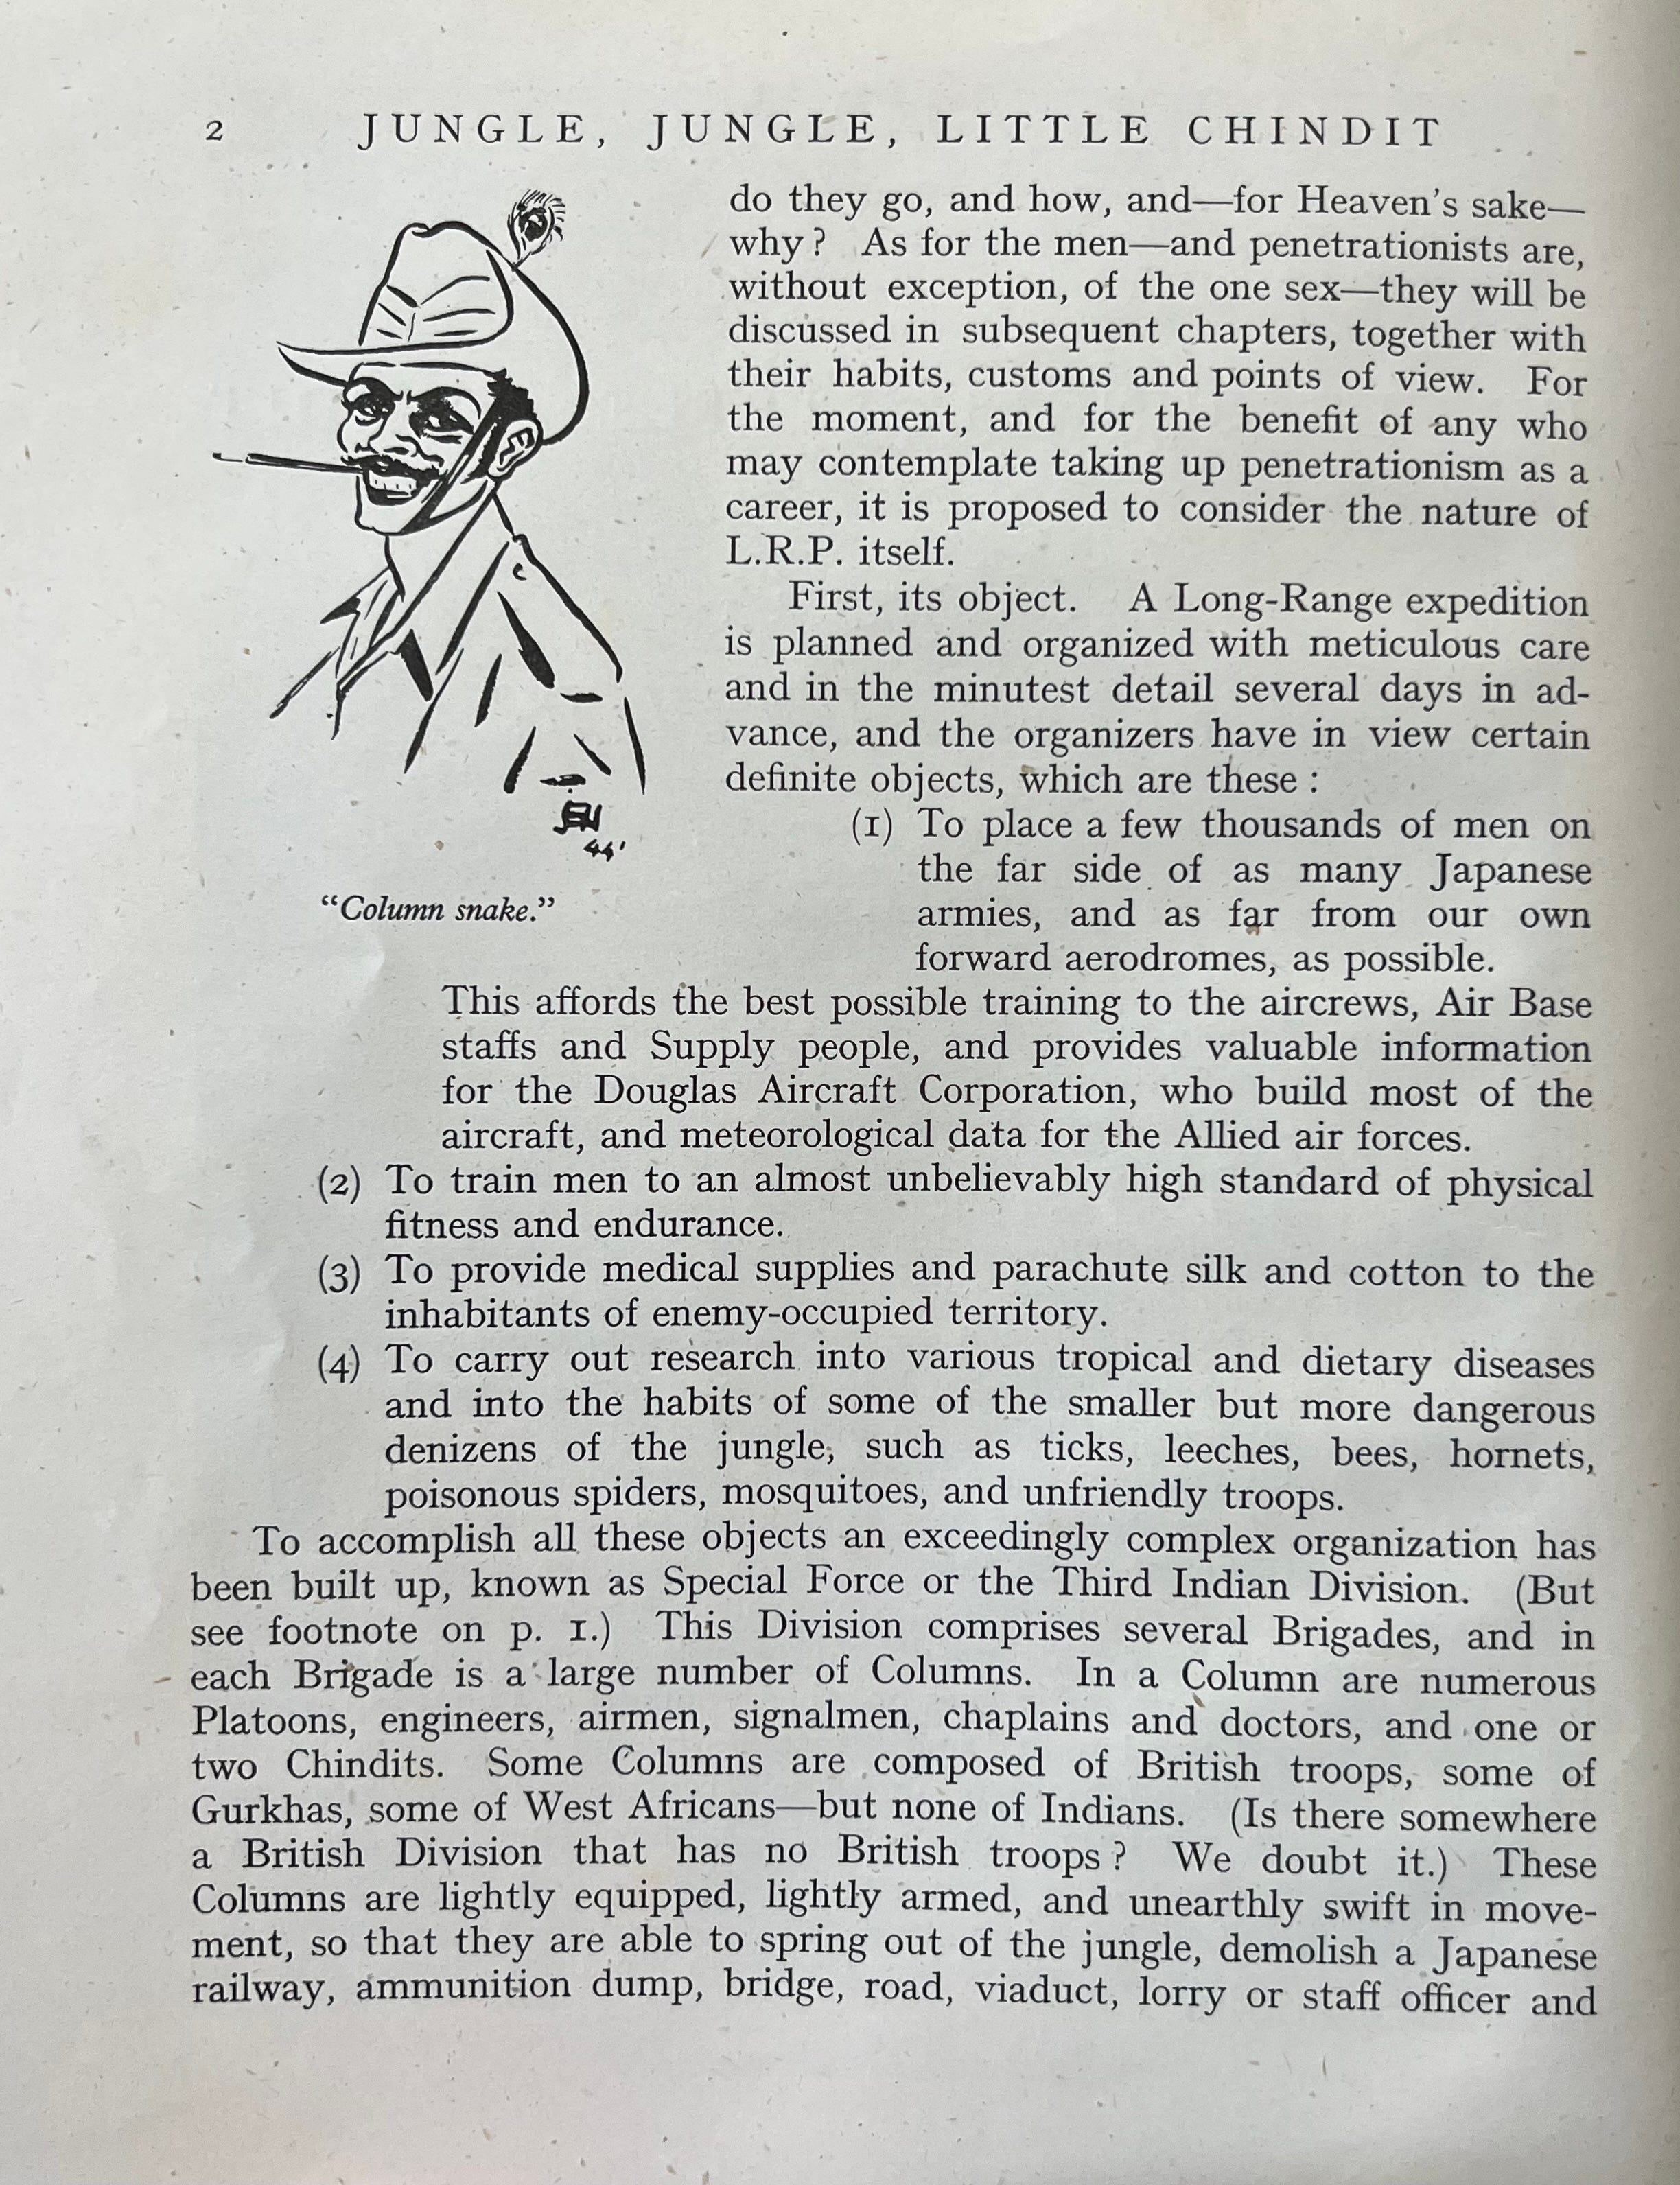 2 JUNGLE, JUNGLE, LITTLE CHINDIT
do they go, and how, and—for Heaven's sake—
why? As for the men—and penetrationists are,
without exception, of the one sex—they will be
discussed in subsequent chapters, together with
their habits, customs and points of view. For
the moment, and for the benefit of any who
may contemplate taking up penetrationism as a
career, it is proposed to consider the nature of
L.R.P. itself.
First, its object. A Long-Range expedition
is planned and organized with meticulous care
and in the minutest detail several days in ad-
vance, and the organizers have in view certain
definite objects, which are these :
44'
"Column snake."
(1) To place a few thousands of men on
the far side of as many Japanese
armies, and as far from our own
forward aerodromes, as possible.
This affords the best possible training to the aircrews, Air Base
staffs and Supply people, and provides valuable information
for the Douglas Aircraft Corporation, who build most of the
aircraft, and meteorological data for the Allied air forces.
(2) To train men to an almost unbelievably high standard of physical
fitness and endurance.
(3) To provide medical supplies and parachute silk and cotton to the
inhabitants of enemy-occupied territory.
(4) To carry out research into various tropical and dietary diseases
and into the habits of some of the smaller but more dangerous
denizens of the jungle, such as ticks, leeches, bees, hornets,
poisonous spiders, mosquitoes, and unfriendly troops.
To accomplish all these objects an exceedingly complex organization has
been built up, known as Special Force or the Third Indian Division. (But
see footnote on p. 1.) This Division comprises several Brigades, and in
each Brigade is a large number of Columns. In a Column are numerous
Platoons, engineers, airmen, signalmen, chaplains and doctors, and one or
two Chindits. Some Columns are composed of British troops, some of
Gurkhas, some of West Africans—but none of Indians. (Is there somewhere
a British Division that has no British troops? We doubt it.) These
Columns are lightly equipped, lightly armed, and unearthly swift in move-
ment, so that they are able to spring out of the jungle, demolish a Japanese
railway, ammunition dump, bridge, road, viaduct, lorry or staff officer and